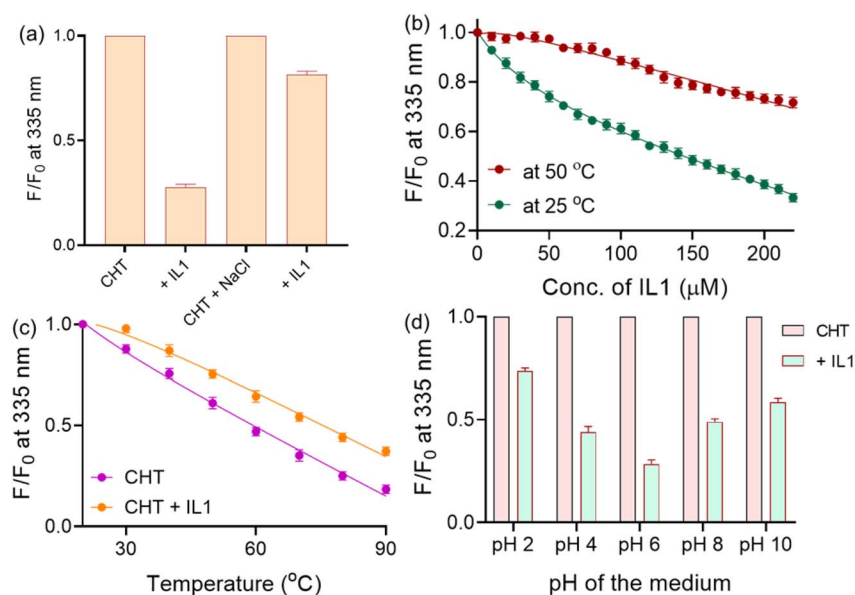 (a)
F/F0 at 335 nm
1.0
0.5
0.0
CHT
+ IL1
CHT + NaCl
+ IL1
(b)
F/F0 at 335 nm
1.0
0.8
0.6
0.4
0.2
at 50 °C
at 25 °C
0
50
100
150
200
Conc. of IL1 (μM)
(c)
F/F0 at 335 nm
1.0
0.5
0.0
CHT
CHT + IL1
30
60
90
Temperature (°C)
(d)
F/F0 at 335 nm
1.0
0.5
0.0
CHT
+ IL1
pH 2
pH 4
pH 6
pH 8
pH 10
pH of the medium